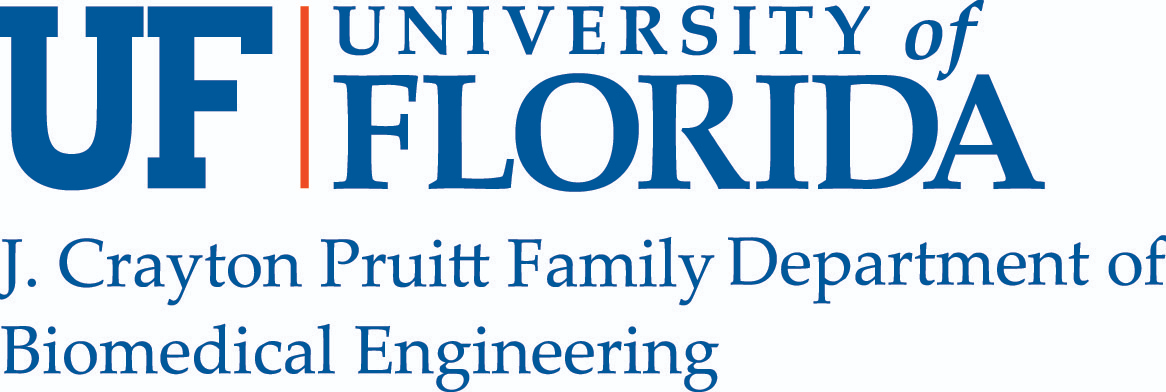 UF UNIVERSITY of
FLORIDA
J. Crayton Pruitt Family Department of
Biomedical Engineering